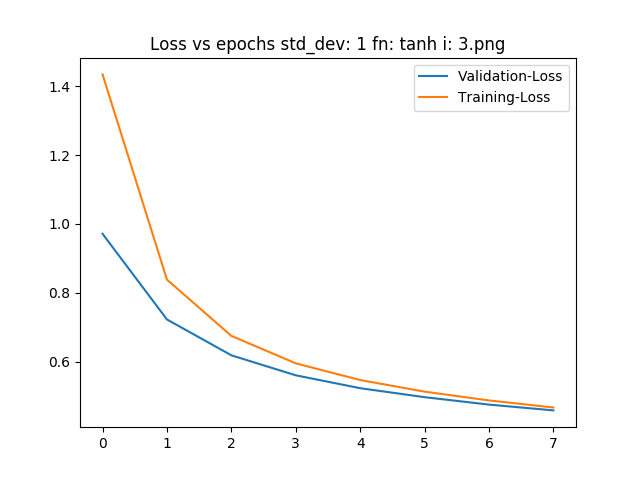 Loss vs epochs std_dev: 1 fn: tanh i: 3.png
Validation-Loss
Training-Loss
1.4
1.2
1.0
0.8
0.6
0 1 2 3 4 5 6 7